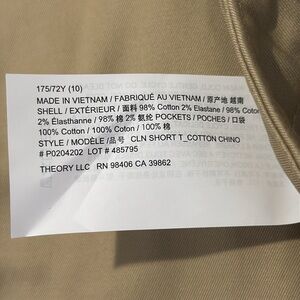 175/72Y (10)
MADE IN VIETNAM / FABRIQUÉ AU VIETNAM / 原产地 越南
SHELL / EXTÉRIEUR / 面料 98% Cotton 2% Elastane / 98% Coton
2% Élasthanne / 98% 棉 2% 氨纶 POCKETS / POCHES / 口袋
100% Cotton / 100% Coton / 100% 棉
STYLE / MODÈLE /品号 CLN SHORT T_COTTON CHINO
# P0204202 LOT # 485795
THEORY LLC RN 98406 CA 39862